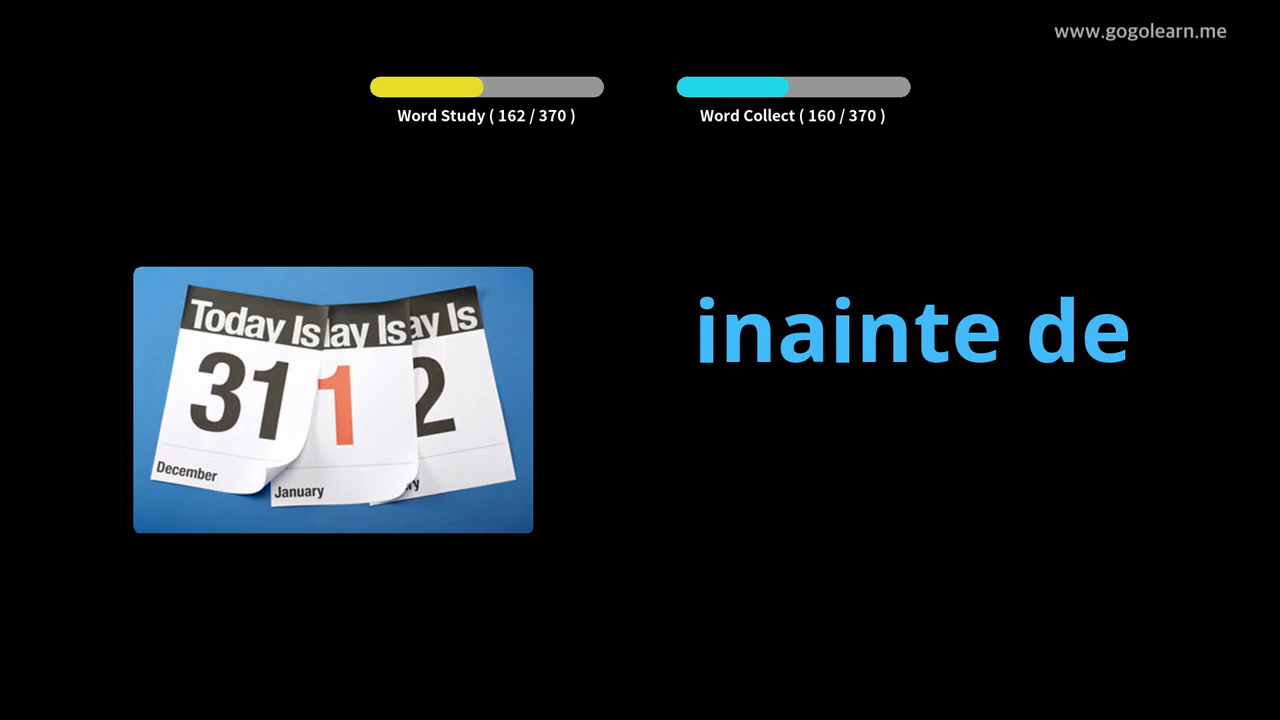 www.gogolearn.me
Word Study ( 162 / 370 )
Word Collect ( 160 / 370 )
inainte de
Today Is
ay Is
ay Is
31
1
2
December
January
ry